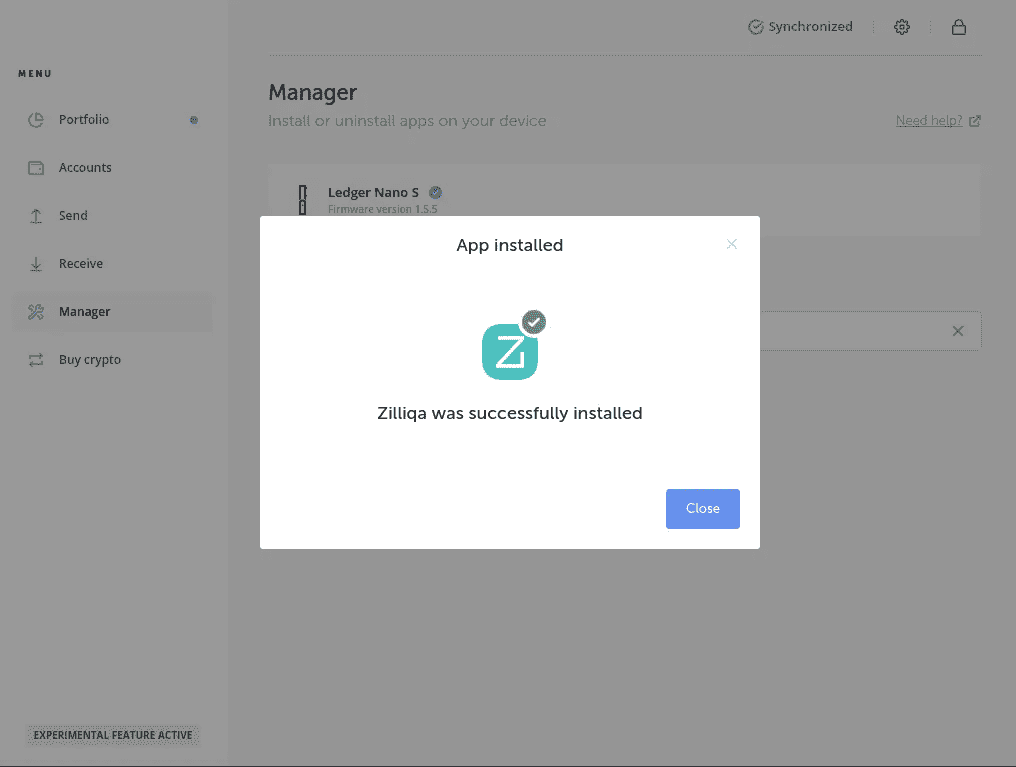 Synchronized
MENU
Manager
Install or uninstall apps on your device
Need help?
Portfolio
Accounts
Send
Receive
Manager
Buy crypto
Ledger Nano S
Firmware version 1.5.5
App installed
Z
Zilliqa was successfully installed
Close
EXPERIMENTAL FEATURE ACTIVE